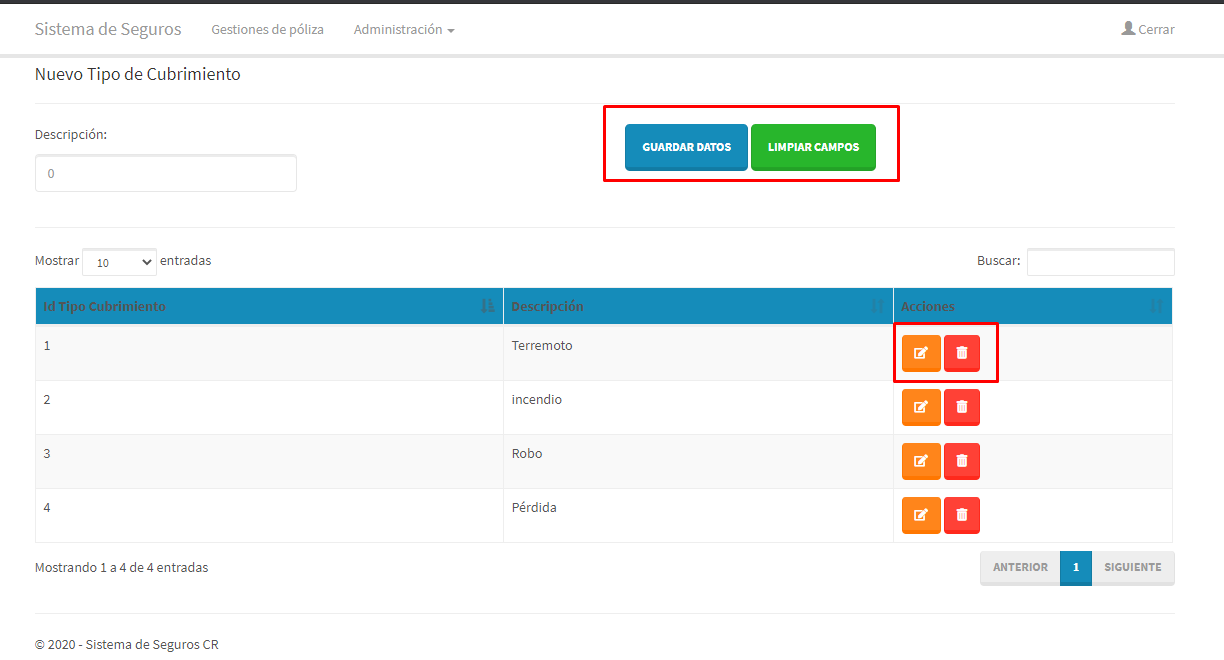 Sistema de Seguros Gestiones de póliza Administración Cerrar
Nuevo Tipo de Cubrimiento
Descripción:
0
GUARDAR DATOS LIMPIAR CAMPOS
Mostrar 10 entradas Buscar:
Id Tipo Cubrimiento Descripción Acciones
1 Terremoto
2 incendio
3 Robo
4 Pérdida
Mostrando 1 a 4 de 4 entradas ANTERIOR 1 SIGUIENTE
© 2020 - Sistema de Seguros CR